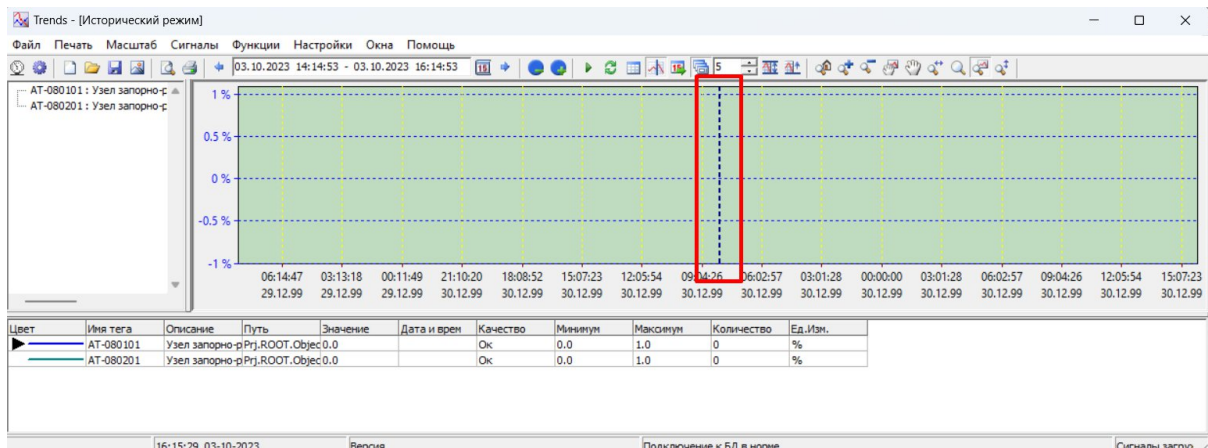 Trends - [Исторический режим]
Файл Печать Масштаб Сигналы Функции Настройки Окна Помощь
03.10.2023 14:14:53 - 03.10.2023 16:14:53 15 15 5
AT-080101 : Узел запорно-р
AT-080201 : Узел запорно-р
1 %
0.5 %
0 %
-0.5 %
-1 %
06:14:47 03:13:18 00:11:49 21:10:20 18:08:52 15:07:23 12:05:54 09:04:26 06:02:57 03:01:28 00:00:00 03:01:28 06:02:57 09:04:26 12:05:54 15:07:23
29.12.99 29.12.99 29.12.99 30.12.99 30.12.99 30.12.99 30.12.99 30.12.99 30.12.99 30.12.99 30.12.99 30.12.99 30.12.99 30.12.99 30.12.99 30.12.99
Цвет Имя тега Описание Путь Значение Дата и врем Качество Минимум Максимум Количество Ед.Изм.
AT-080101 Узел запорно-р Prj.ROOT.Objec 0.0 Ок 0.0 1.0 0 %
AT-080201 Узел запорно-р Prj.ROOT.Objec 0.0 Ок 0.0 1.0 0 %
16:15:29 03-10-2023 Версия Подключение к БД в норме Сигналы загруз